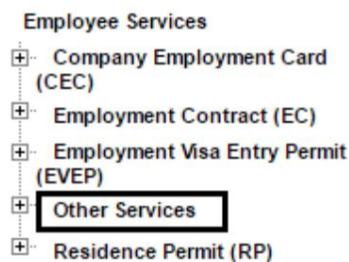 Employee Services
Company Employment Card
(CEC)
Employment Contract (EC)
Employment Visa Entry Permit
(EVEP)
Other Services
Residence Permit (RP)